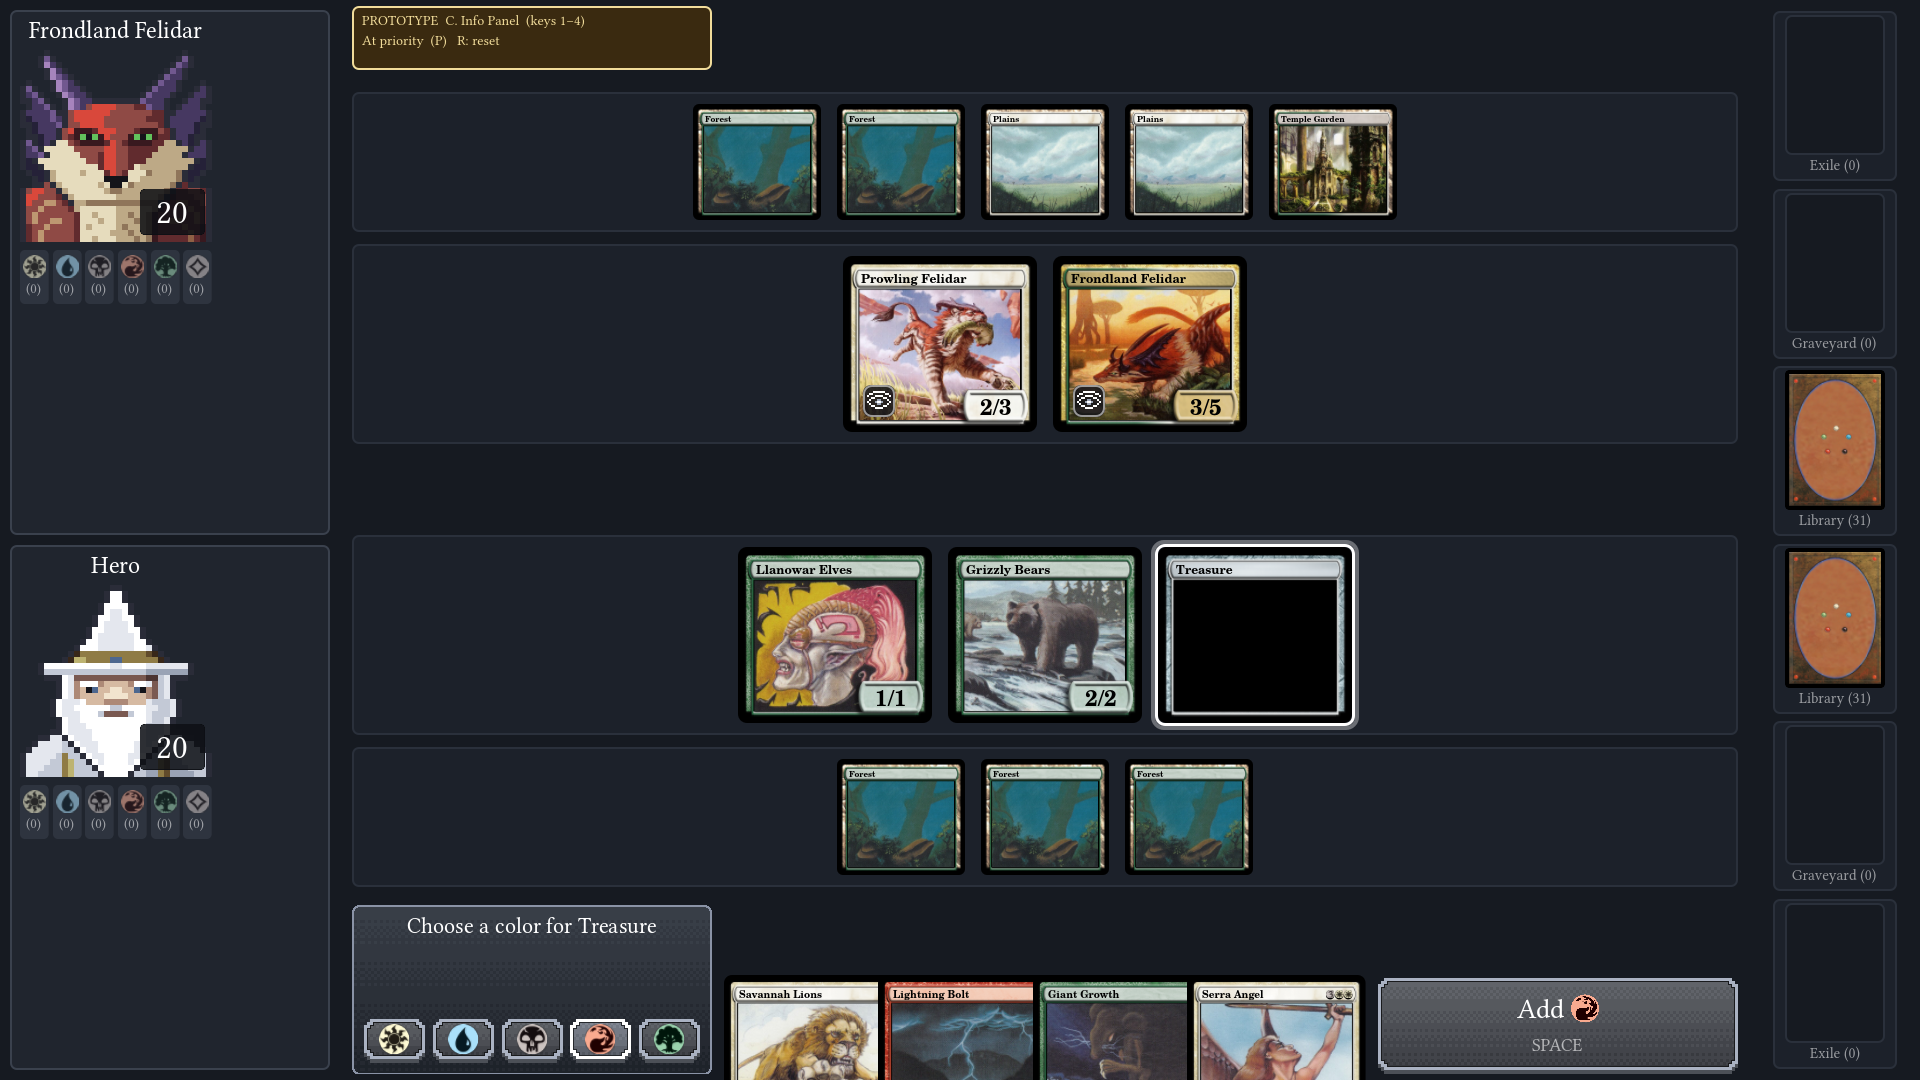 Frondland Felidar
20
(0) (0) (0) (0) (0) (0)
PROTOTYPE C. Info Panel (keys 1–4)
At priority (P) R: reset
Forest
Forest
Plains
Plains
Temple Garden
Prowling Felidar
2/3
Frondland Felidar
3/5
Exile (0)
Graveyard (0)
Library (31)
Hero
20
(0) (0) (0) (0) (0) (0)
Llanowar Elves
1/1
Grizzly Bears
2/2
Treasure
Forest
Forest
Forest
Library (31)
Graveyard (0)
Exile (0)
Choose a color for Treasure
Savannah Lions
Lightning Bolt
Giant Growth
Serra Angel
3
Add
SPACE